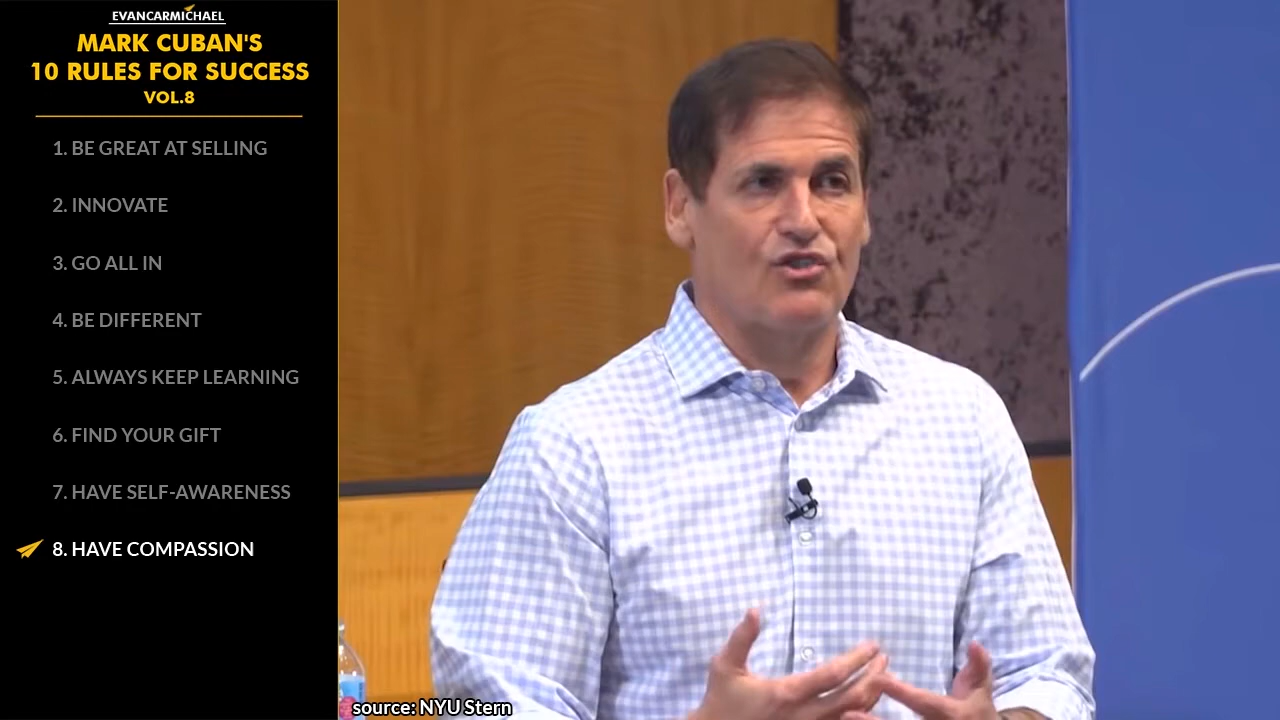 EVANCARMICHAEL
MARK CUBAN'S
10 RULES FOR SUCCESS
VOL.8
1. BE GREAT AT SELLING
2. INNOVATE
3. GO ALL IN
4. BE DIFFERENT
5. ALWAYS KEEP LEARNING
6. FIND YOUR GIFT
7. HAVE SELF-AWARENESS
8. HAVE COMPASSION
source: NYU Stern